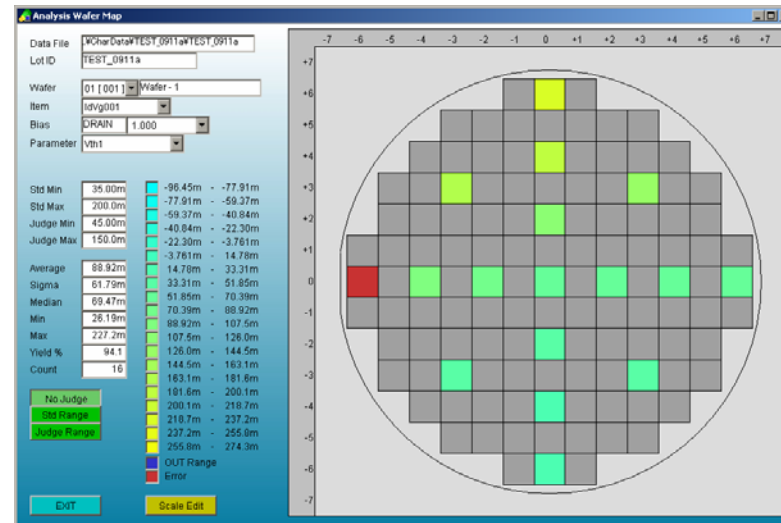 Analysis Wafer Map
Data File .¥CharData¥TEST_0911a¥TEST_0911a
Lot ID TEST_0911a
Wafer 01 [ 001 ] Wafer - 1
Item IdVg001
Bias DRAIN 1.000
Parameter Vth1
Std Min 35.00m
Std Max 200.0m
Judge Min 45.00m
Judge Max 150.0m
Average 88.92m
Sigma 61.79m
Median 69.47m
Min 26.19m
Max 227.2m
Yield % 94.1
Count 16
No Judge
Std Range
Judge Range
EXIT
-96.45m - -77.91m
-77.91m - -59.37m
-59.37m - -40.84m
-40.84m - -22.30m
-22.30m - -3.761m
-3.761m - 14.78m
14.78m - 33.31m
33.31m - 51.85m
51.85m - 70.39m
70.39m - 88.92m
88.92m - 107.5m
107.5m - 126.0m
126.0m - 144.5m
144.5m - 163.1m
163.1m - 181.6m
181.6m - 200.1m
200.1m - 218.7m
218.7m - 237.2m
237.2m - 255.8m
255.8m - 274.3m
OUT Range
Error
Scale Edit
-7 -6 -5 -4 -3 -2 -1 0 +1 +2 +3 +4 +5 +6 +7
+7
+6
+5
+4
+3
+2
+1
0
-1
-2
-3
-4
-5
-6
-7